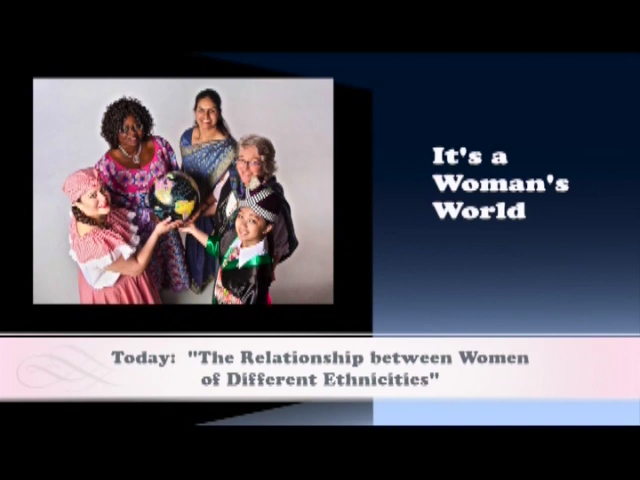 It's a
Woman's
World
Today: "The Relationship between Women
of Different Ethnicities"